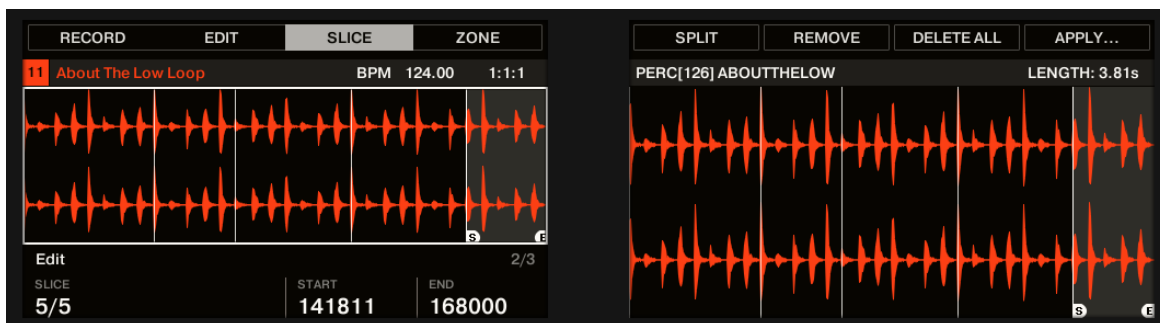 RECORD EDIT SLICE ZONE
11 About The Low Loop BPM 124.00 1:1:1
S E
Edit 2/3
SLICE START END
5/5 141811 168000
SPLIT REMOVE DELETE ALL APPLY...
PERC[126] ABOUTTHELOW LENGTH: 3.81s
S E